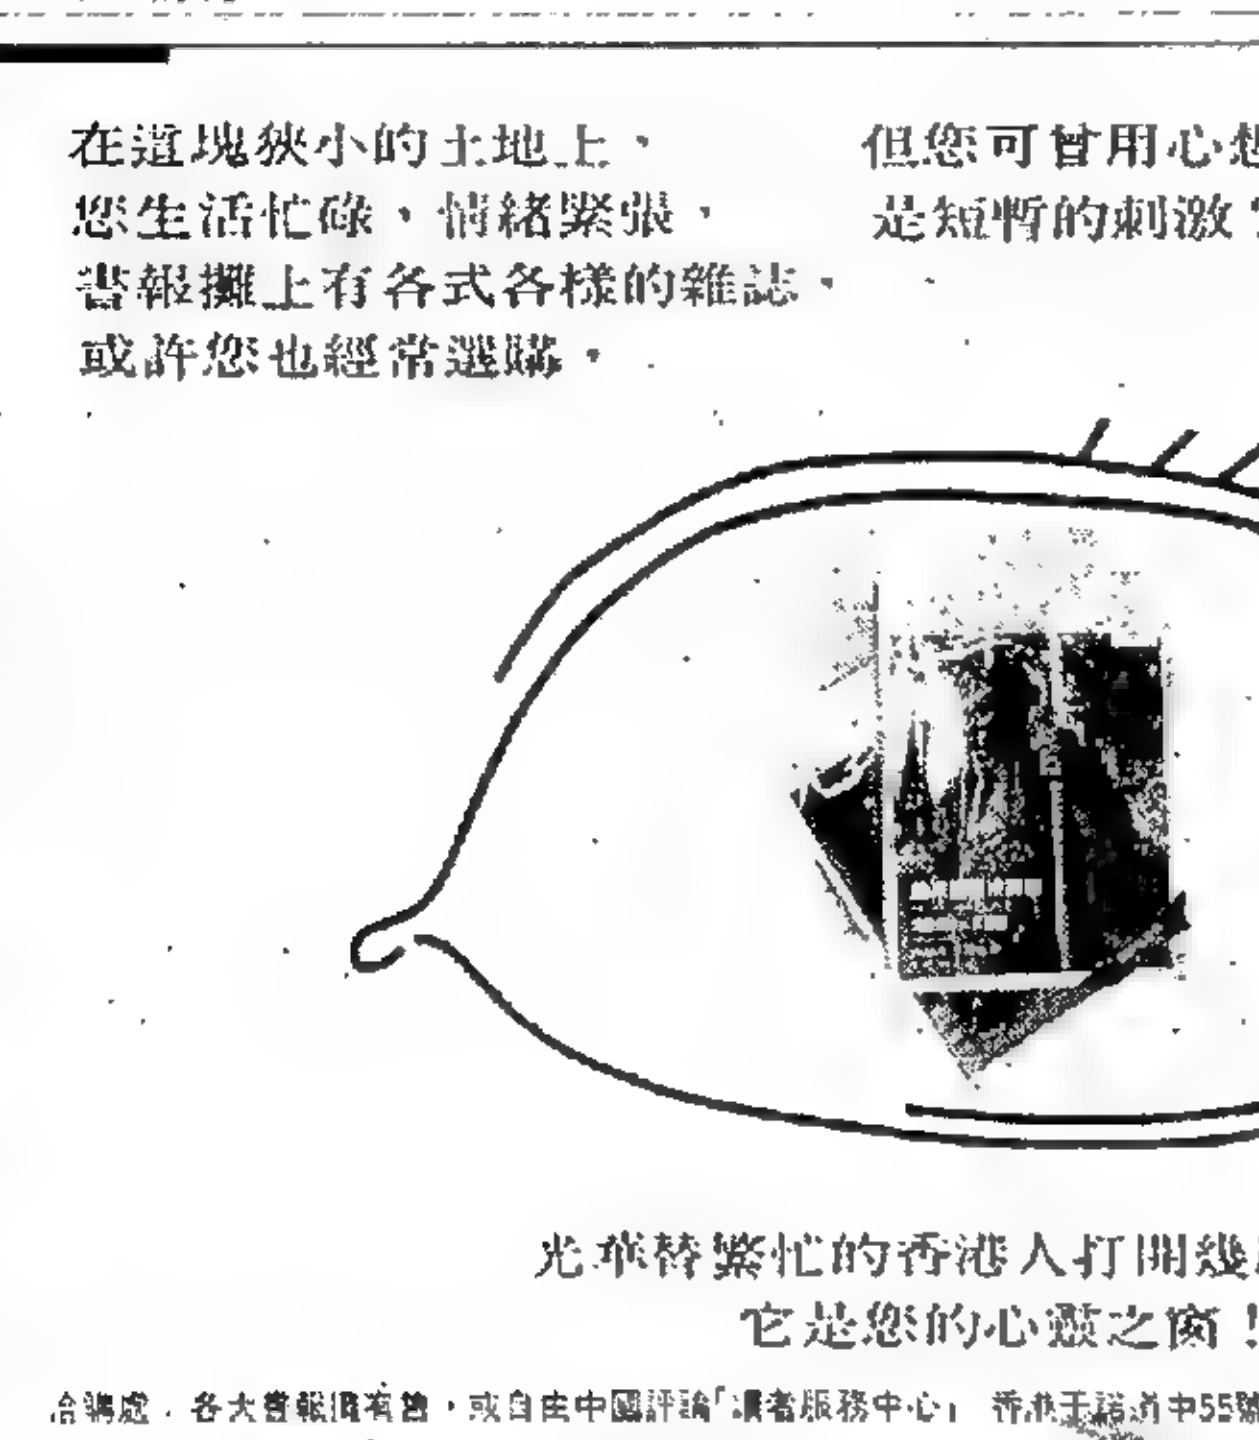 在這塊狹小的土地上，
您生活忙碌，情緒緊張，
書報攤上有各式各樣的雜誌，
或許您也經常選購。
但您可曾用心想
是短暫的刺激
光華替繁忙的香港人打開幾
它是您的心靈之窗！
洽購處：各大書報攤有售，或自由中國評論「讀者服務中心」 香港干諾道中55號